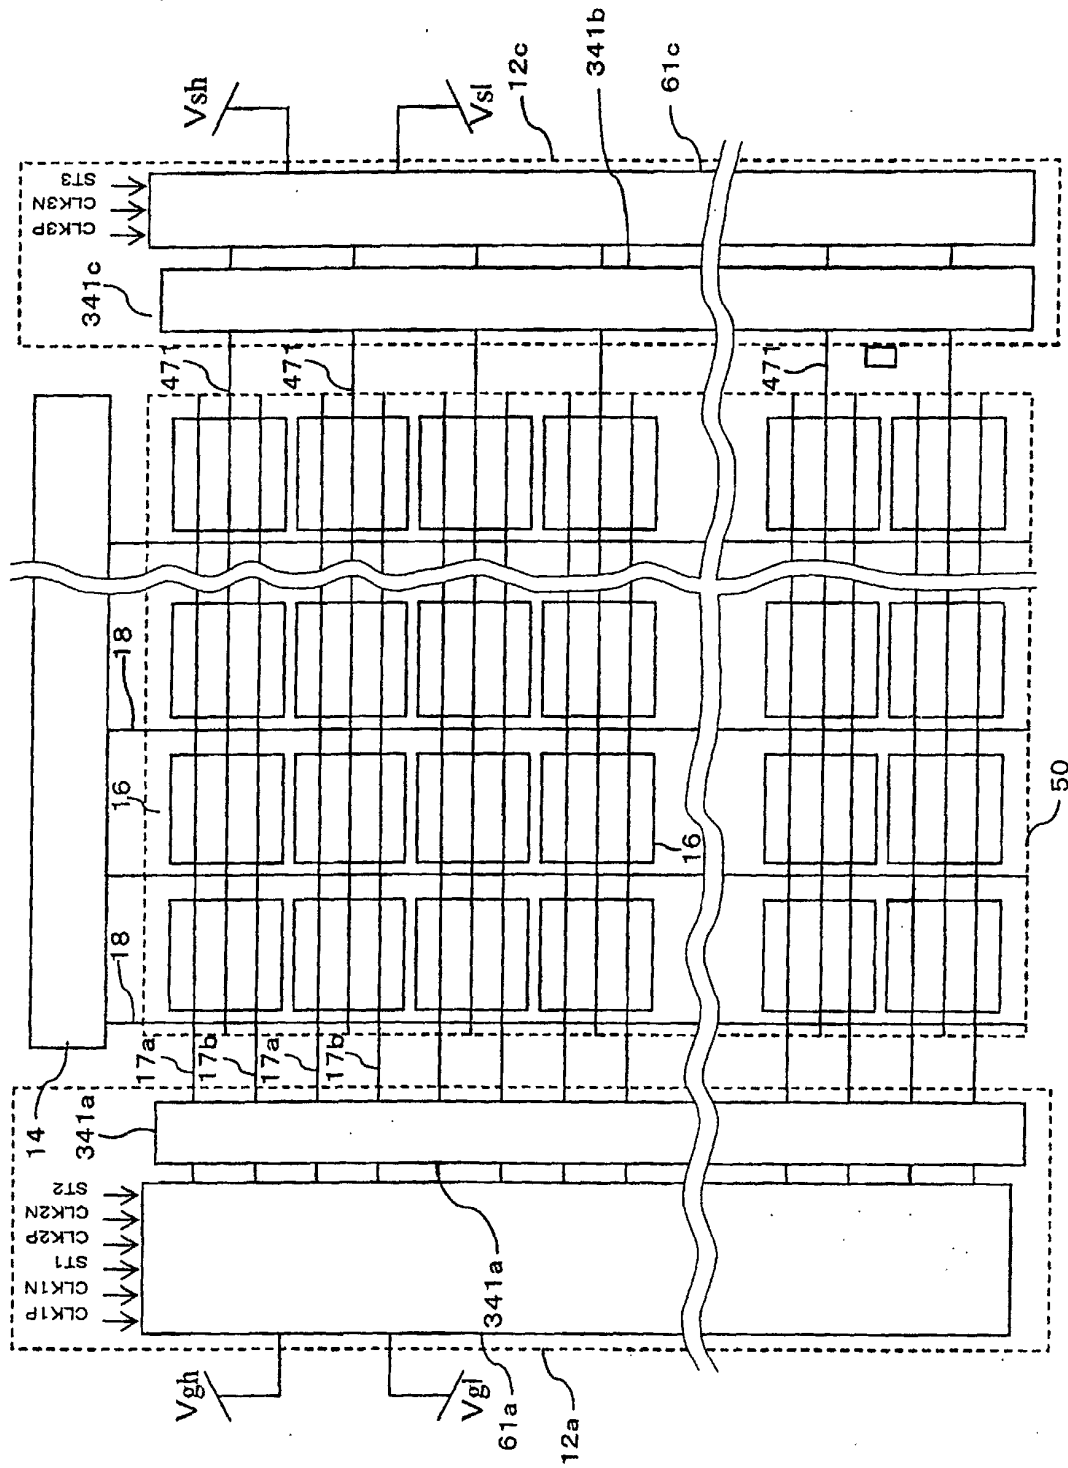 Vsh
Vsl
12c
341b
61c
ST3
CLK3N
CLK3P
341c
471
471
471
18
16
16
18
50
17a
17b
17a
17b
14
341a
ST2
CLK2N
CLK2P
ST1
CLK1N
CLK1P
341a
Vgh
Vgl
61a
12a